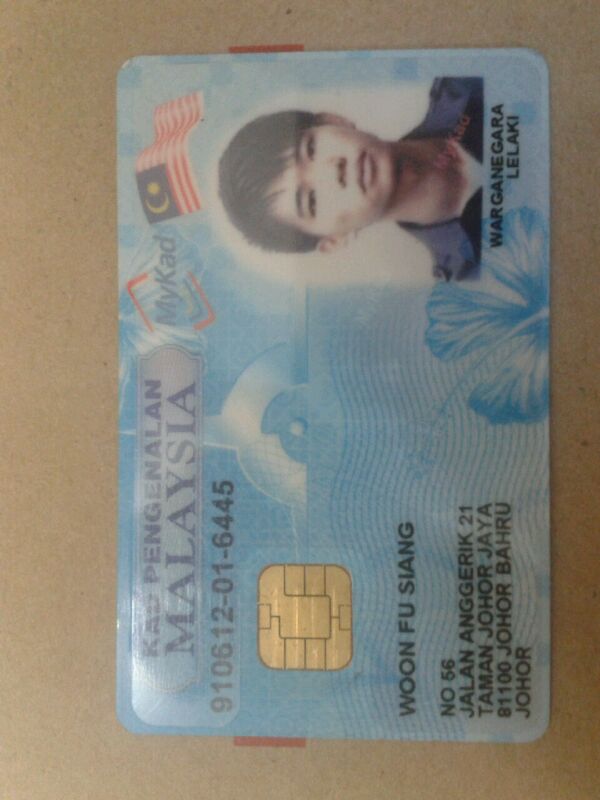 KAD PENGENALAN
MALAYSIA
MyKad
910612-01-6445
MyKad
WOON FU SIANG
NO 56
JALAN ANGGERIK 21
TAMAN JOHOR JAYA
81100 JOHOR BAHRU
JOHOR
WARGANEGARA
LELAKI